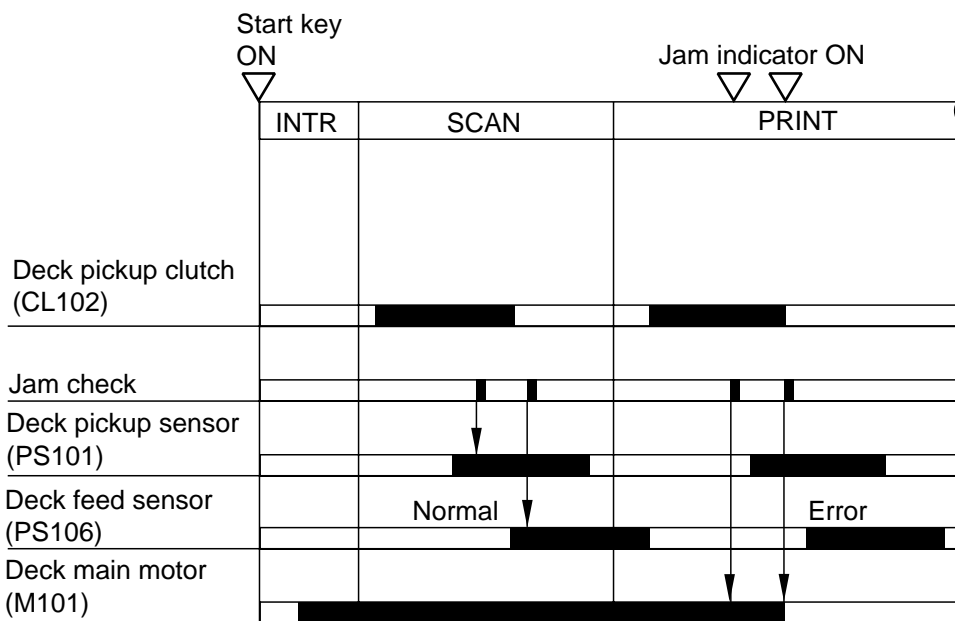 Start key
ON
Jam indicator ON
INTR
SCAN
PRINT
Deck pickup clutch
(CL102)
Jam check
Deck pickup sensor
(PS101)
Deck feed sensor
(PS106)
Normal
Error
Deck main motor
(M101)